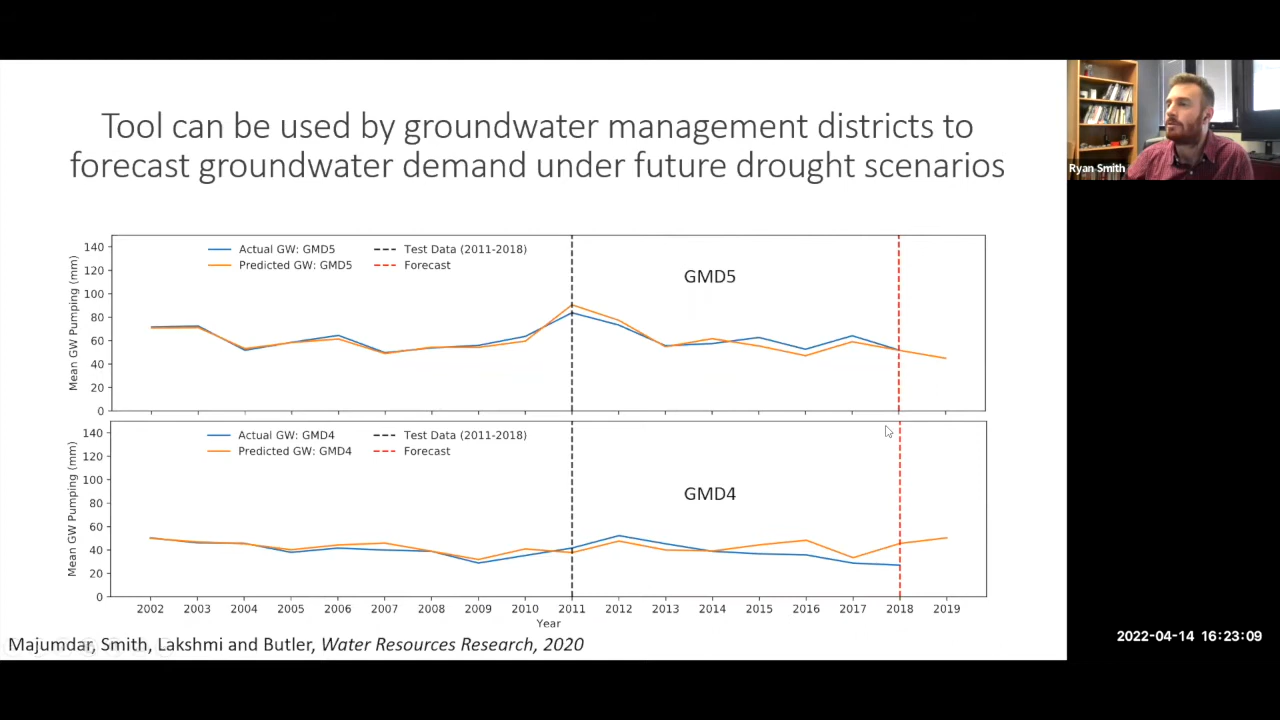 Tool can be used by groundwater management districts to
forecast groundwater demand under future drought scenarios
Ryan Smith
Mean GW Pumping (mm)
140
120
100
80
60
40
20
0
Actual GW: GMD5
Predicted GW: GMD5
Test Data (2011-2018)
Forecast
GMD5
Mean GW Pumping (mm)
140
120
100
80
60
40
20
0
Actual GW: GMD4
Predicted GW: GMD4
Test Data (2011-2018)
Forecast
GMD4
2002 2003 2004 2005 2006 2007 2008 2009 2010 2011 2012 2013 2014 2015 2016 2017 2018 2019
Year
Majumdar, Smith, Lakshmi and Butler, Water Resources Research, 2020
2022-04-14 16:23:09